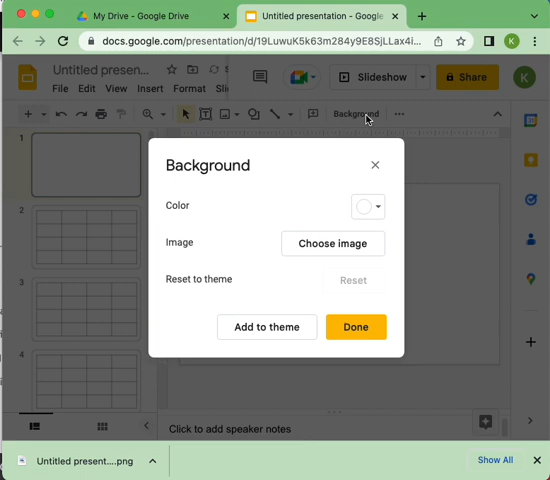 My Drive - Google Drive
Untitled presentation - Google
docs.google.com/presentation/d/19LuwuK5k63m284y9E8SjLLax4i...
K
Untitled presen...
File Edit View Insert Format
Slideshow
Share
K
Background
1
2
3
4
Background
Color
Image
Choose image
Reset to theme
Reset
Add to theme
Done
Click to add speaker notes
Untitled present....png
Show All